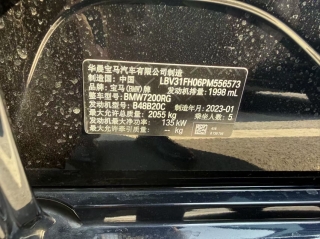 华晨宝马汽车有限公司制造
制造国：中国 LBV31FH06PM556573
品牌：宝马(BMW)牌 发动机排量：1998 mL
整车型号：BMW7200RG
发动机型号：B48B20C 制造年月：2023-01
最大允许总质量：2055 kg 乘坐人数：5
发动机最大净功率：135 kW
最大允许牵引质量：— kg